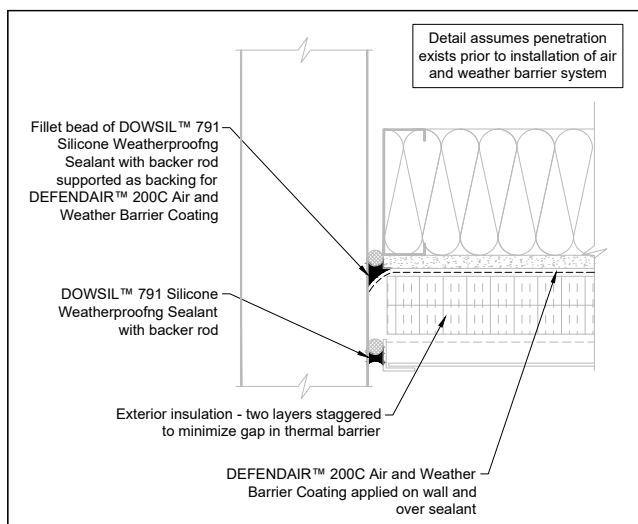 Detail assumes penetration
exists prior to installation of air
and weather barrier system
Fillet bead of DOWSIL™ 791
Silicone Weatherproofng
Sealant with backer rod
supported as backing for
DEFENDAIR™ 200C Air and
Weather Barrier Coating
DOWSIL™ 791 Silicone
Weatherproofng Sealant
with backer rod
Exterior insulation - two layers staggered
to minimize gap in thermal barrier
DEFENDAIR™ 200C Air and Weather
Barrier Coating applied on wall and
over sealant